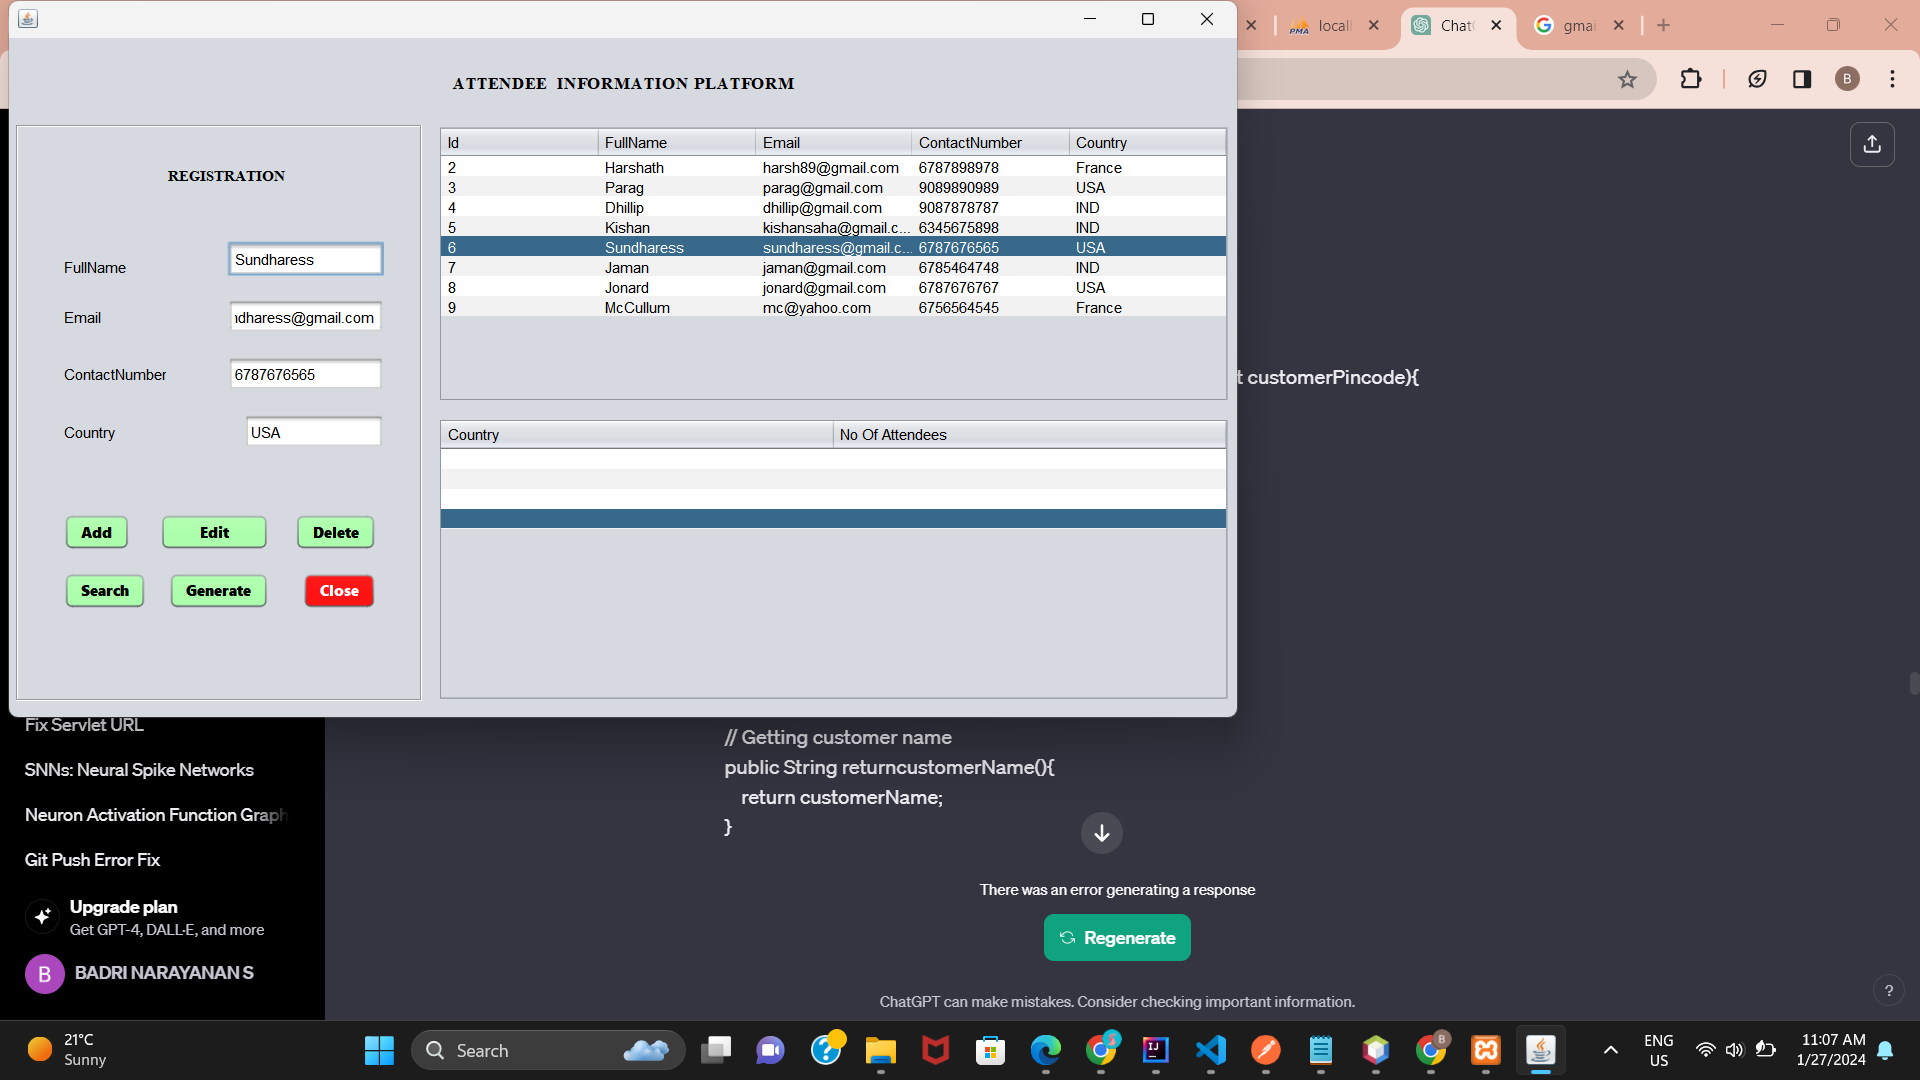 locall
Chat
gmai
B
ATTENDEE  INFORMATION PLATFORM
REGISTRATION
FullName
Sundharess
Email
dharess@gmail.com
ContactNumber
6787676565
Country
USA
Add
Edit
Delete
Search
Generate
Close
Id FullName Email ContactNumber Country
2 Harshath harsh89@gmail.com 6787898978 France
3 Parag parag@gmail.com 9089890989 USA
4 Dhillip dhillip@gmail.com 9087878787 IND
5 Kishan kishansaha@gmail.c... 6345675898 IND
6 Sundharess sundharess@gmail.c... 6787676565 USA
7 Jaman jaman@gmail.com 6785464748 IND
8 Jonard jonard@gmail.com 6787676767 USA
9 McCullum mc@yahoo.com 6756564545 France
Country No Of Attendees
t customerPincode){
// Getting customer name
public String returncustomerName(){
return customerName;
}
There was an error generating a response
Regenerate
ChatGPT can make mistakes. Consider checking important information.
?
Fix Servlet URL
SNNs: Neural Spike Networks
Neuron Activation Function Graph
Git Push Error Fix
Upgrade plan
Get GPT-4, DALL·E, and more
B
BADRI NARAYANAN S
21°C
Sunny
Search
ENG
US
11:07 AM
1/27/2024